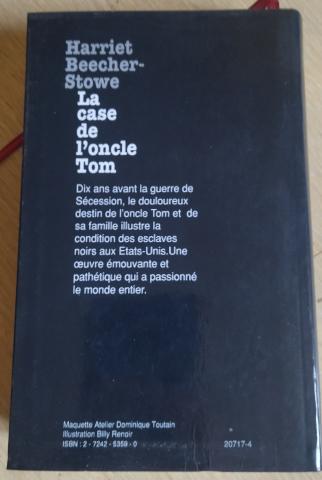 Harriet
Beecher-
Stowe
La
case
de
l'oncle
Tom
Dix ans avant la guerre de
Sécession, le douloureux
destin de l'oncle Tom et de
sa famille illustre la
condition des esclaves
noirs aux Etats-Unis.Une
œuvre émouvante et
pathétique qui a passionné
le monde entier.
Maquette Atelier Dominique Toutain
Illustration Billy Renoir
ISBN : 2 - 7242 - 5359 - 0
20717-4